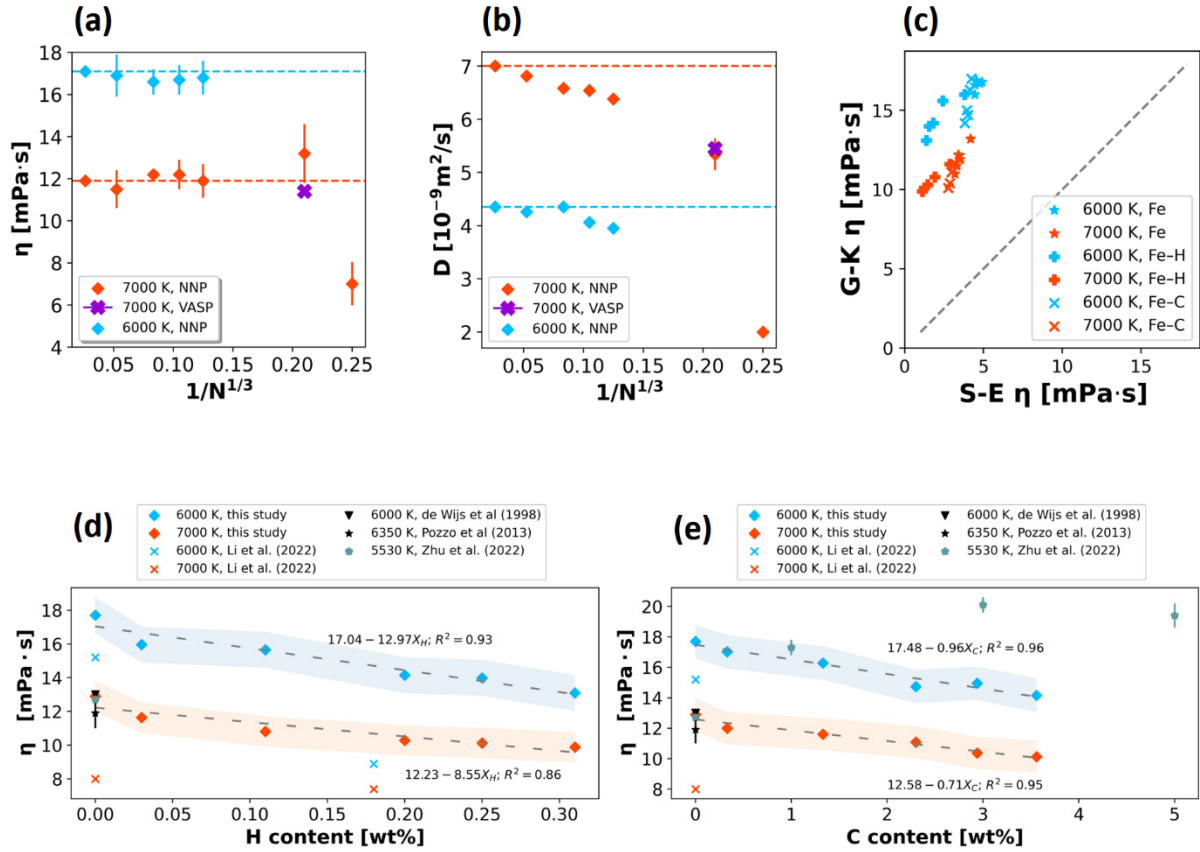 (a)
η [mPa·s]
18
16
14
12
10
8
6
4
7000 K, NNP
7000 K, VASP
6000 K, NNP
0.05 0.10 0.15 0.20 0.25
1/N^{1/3}
(b)
D [10^{-9}m^2/s]
7
6
5
4
3
2
7000 K, NNP
7000 K, VASP
6000 K, NNP
0.05 0.10 0.15 0.20 0.25
1/N^{1/3}
(c)
G-K η [mPa·s]
15
10
5
0
6000 K, Fe
7000 K, Fe
6000 K, Fe–H
7000 K, Fe–H
6000 K, Fe–C
7000 K, Fe–C
0 5 10 15
S-E η [mPa·s]
(d)
6000 K, this study
7000 K, this study
6000 K, Li et al. (2022)
7000 K, Li et al. (2022)
6000 K, de Wijs et al (1998)
6350 K, Pozzo et al (2013)
5530 K, Zhu et al. (2022)
η [mPa·s]
18
16
14
12
10
8
17.04−12.97X_H; R^2=0.93
12.23−8.55X_H; R^2=0.86
0.00 0.05 0.10 0.15 0.20 0.25 0.30
H content [wt%]
(e)
6000 K, this study
7000 K, this study
6000 K, Li et al. (2022)
7000 K, Li et al. (2022)
6000 K, de Wijs et al (1998)
6350 K, Pozzo et al (2013)
5530 K, Zhu et al. (2022)
η [mPa·s]
20
18
16
14
12
10
8
17.48−0.96X_C; R^2=0.96
12.58−0.71X_C; R^2=0.95
0 1 2 3 4 5
C content [wt%]